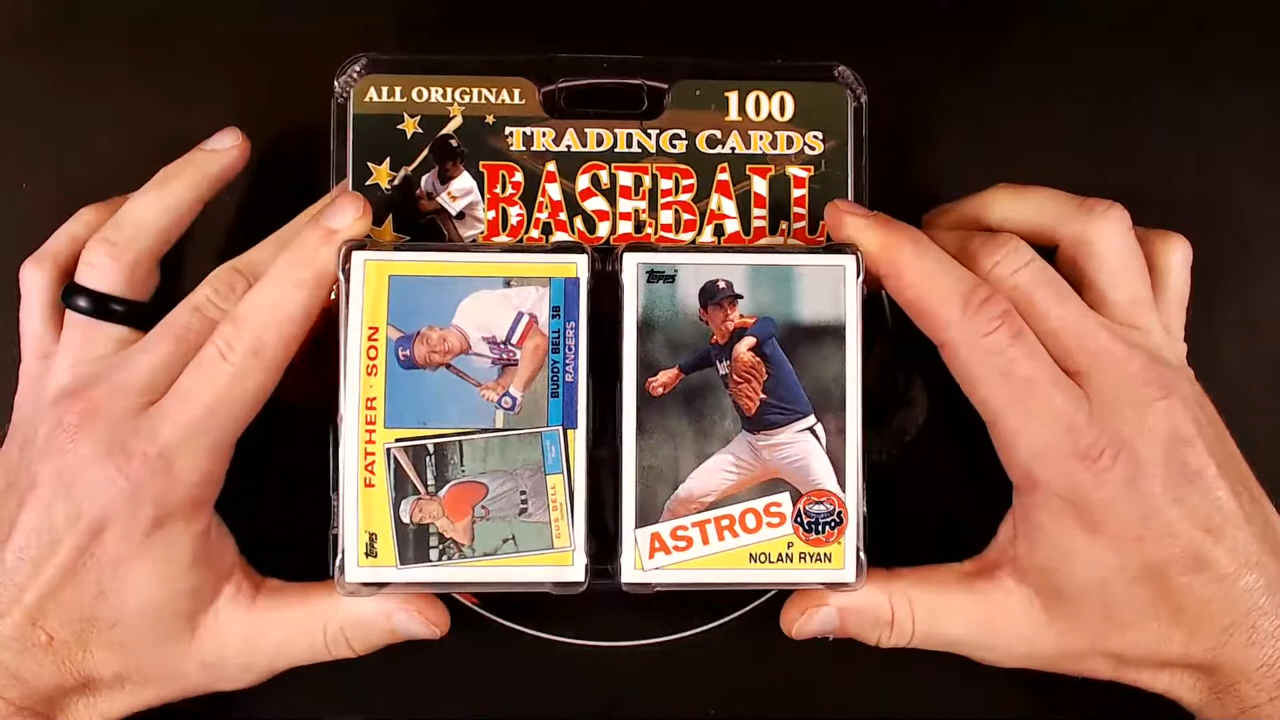 ALL ORIGINAL
100
TRADING CARDS
BASEBALL
FATHER · SON
BUDDY BELL 3B
RANGERS
GUS BELL
Topps
Topps
ASTROS
Astros
P
NOLAN RYAN